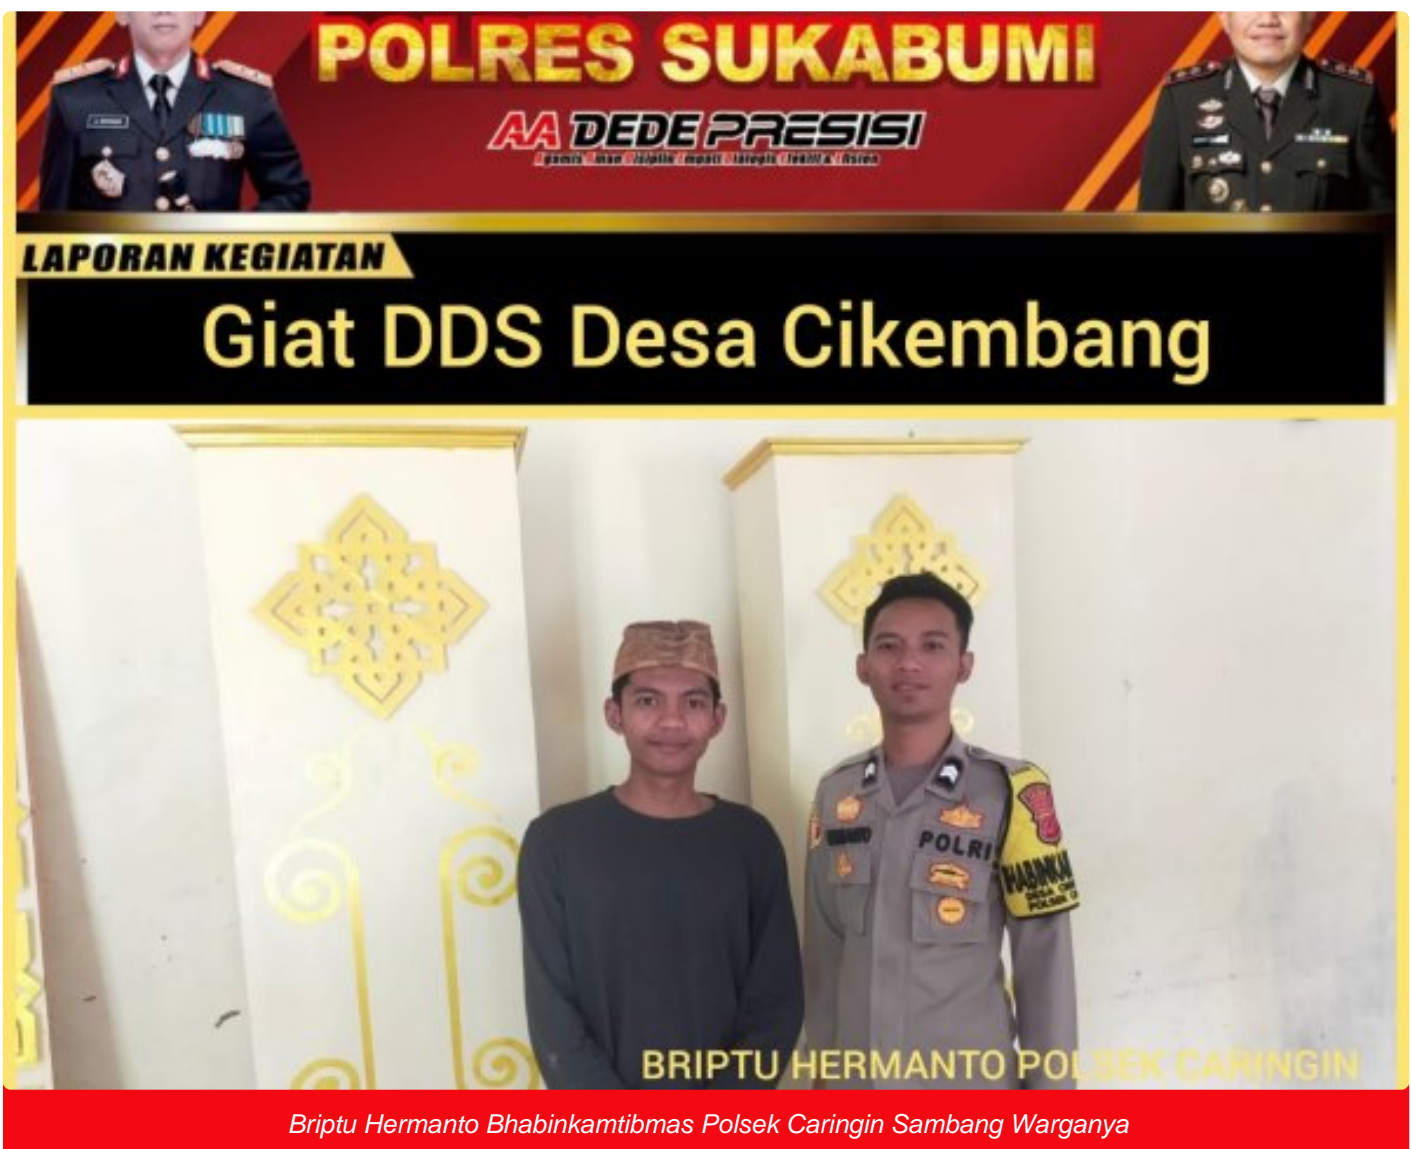 POLRES SUKABUMI
AA DEDE PRESISI
LAPORAN KEGIATAN
Giat DDS Desa Cikembang
POLRI
BRIPTU HERMANTO POLSEK CARINGIN
Briptu Hermanto Bhabinkamtibmas Polsek Caringin Sambang Warganya